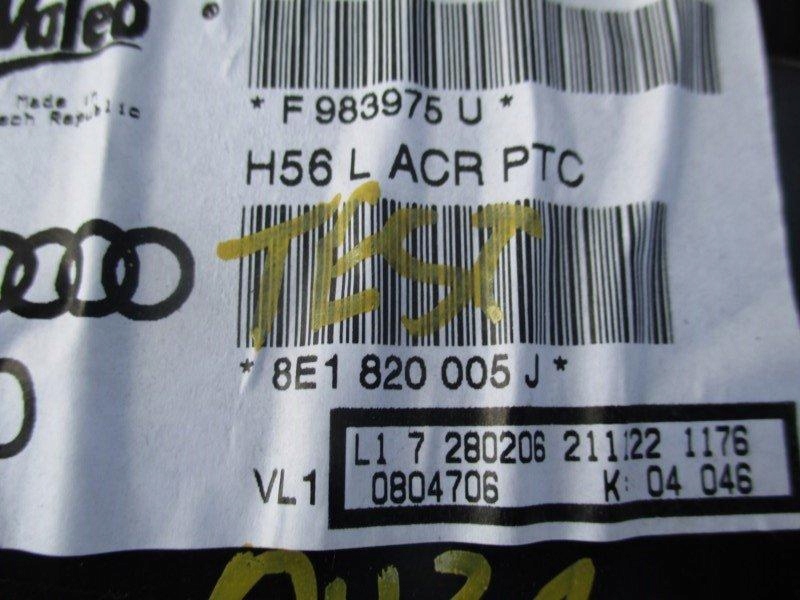 Valeo
Made in
ech Republic
* F 983975 U *
H56 L ACR PTC
TEST
* 8E1 820 005 J *
L1 7 280206 211122 1176
VL1 0804706 K: 04 046